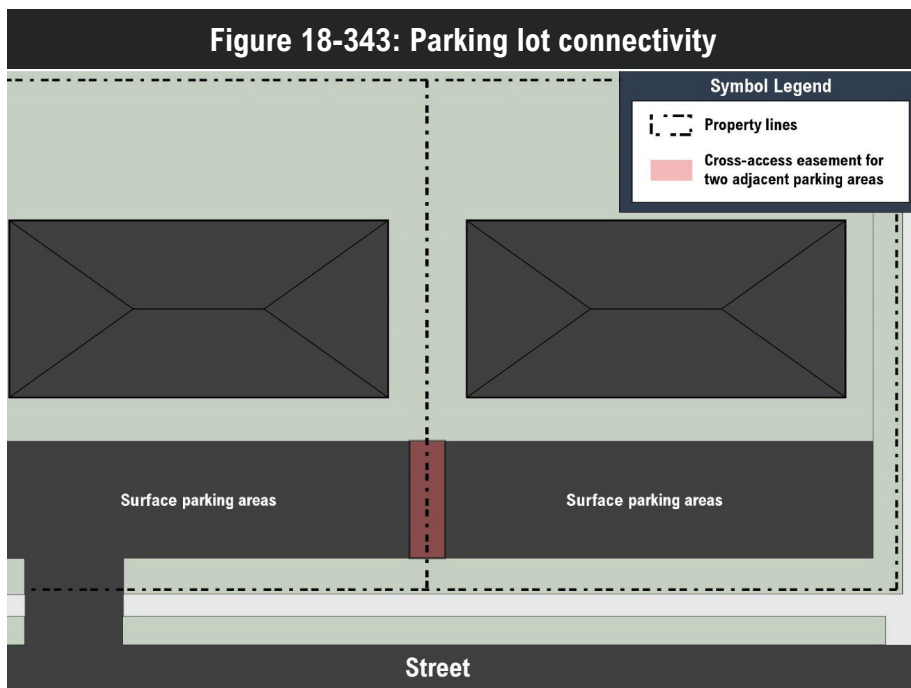 Figure 18-343: Parking lot connectivity
Symbol Legend
Property lines
Cross-access easement for
two adjacent parking areas
Surface parking areas
Surface parking areas
Street